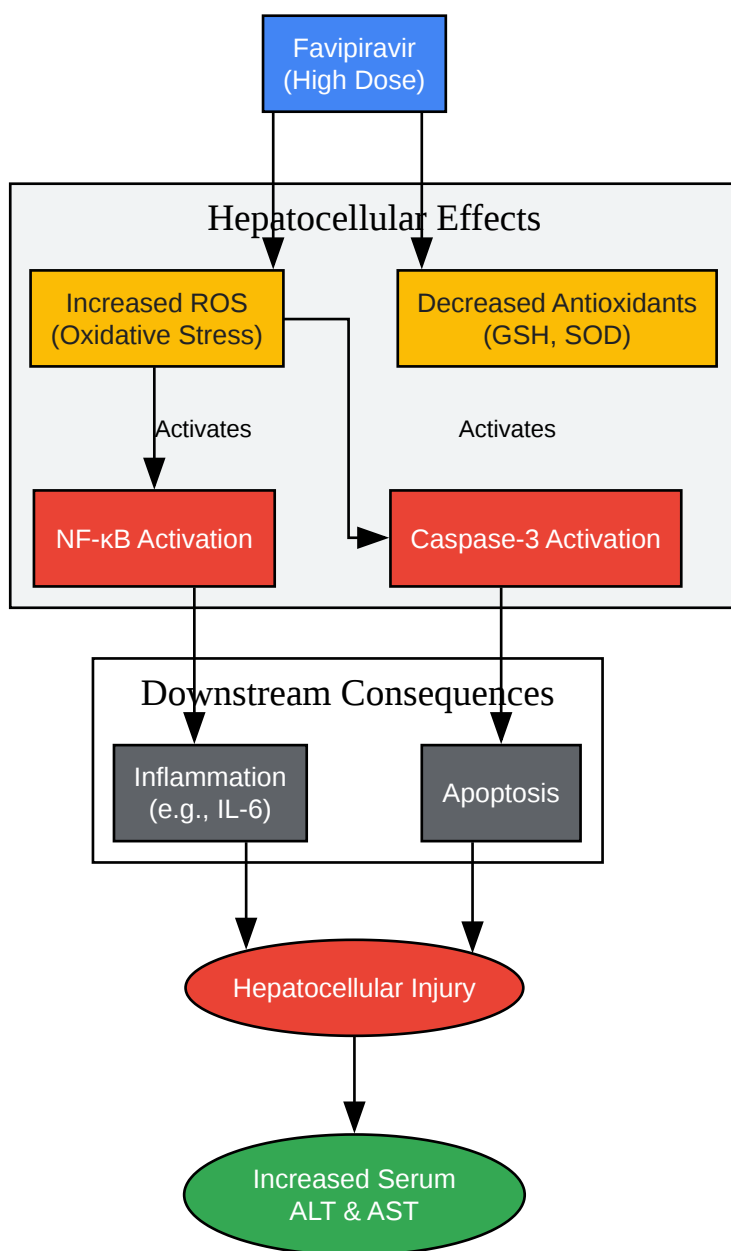 Favipiravir
(High Dose)
Hepatocellular Effects
Increased ROS
(Oxidative Stress)
Decreased Antioxidants
(GSH, SOD)
Activates
Activates
NF-κB Activation
Caspase-3 Activation
Downstream Consequences
Inflammation
(e.g., IL-6)
Apoptosis
Hepatocellular Injury
Increased Serum
ALT & AST